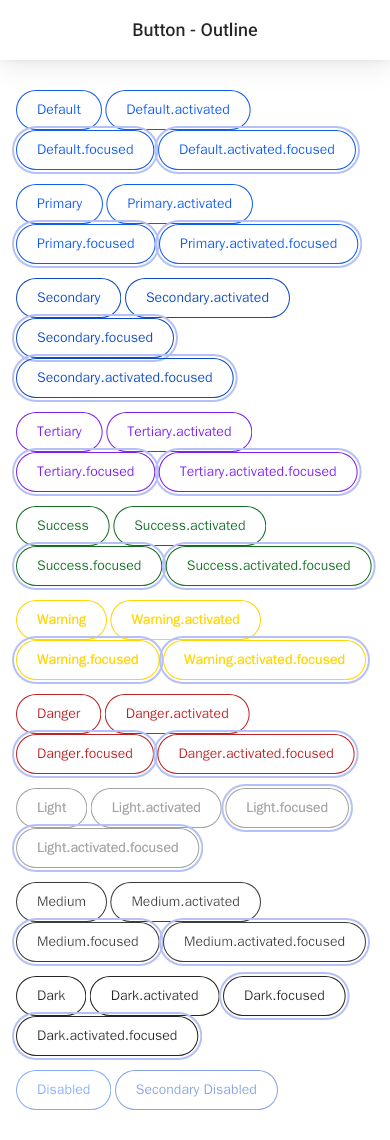 Button - Outline
Default Default.activated
Default.focused Default.activated.focused
Primary Primary.activated
Primary.focused Primary.activated.focused
Secondary Secondary.activated
Secondary.focused
Secondary.activated.focused
Tertiary Tertiary.activated
Tertiary.focused Tertiary.activated.focused
Success Success.activated
Success.focused Success.activated.focused
Warning Warning.activated
Warning.focused Warning.activated.focused
Danger Danger.activated
Danger.focused Danger.activated.focused
Light Light.activated Light.focused
Light.activated.focused
Medium Medium.activated
Medium.focused Medium.activated.focused
Dark Dark.activated Dark.focused
Dark.activated.focused
Disabled Secondary Disabled